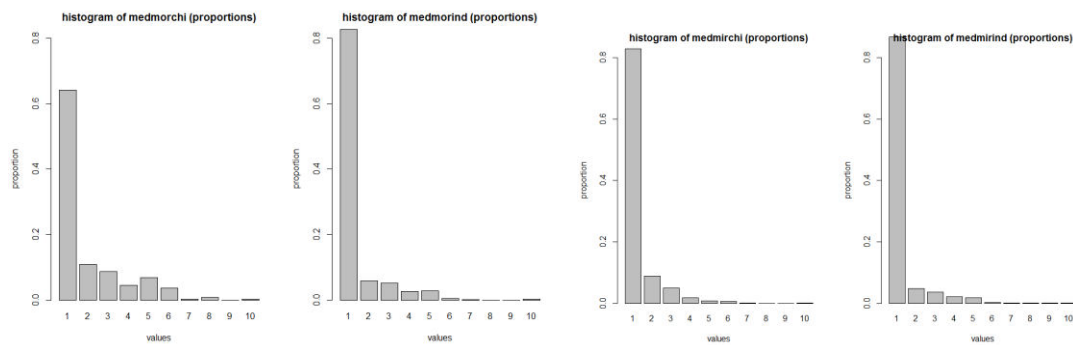 histogram of medmorchi (proportions)
proportion
0.0 0.2 0.4 0.6 0.8
1 2 3 4 5 6 7 8 9 10
values
histogram of medmorind (proportions)
proportion
0.0 0.2 0.4 0.6 0.8
1 2 3 4 5 6 7 8 9 10
values
histogram of medmirchi (proportions)
proportion
0.0 0.2 0.4 0.6 0.8
1 2 3 4 5 6 7 8 9 10
values
histogram of medmirind (proportions)
proportion
0.0 0.2 0.4 0.6 0.8
1 2 3 4 5 6 7 8 9 10
values